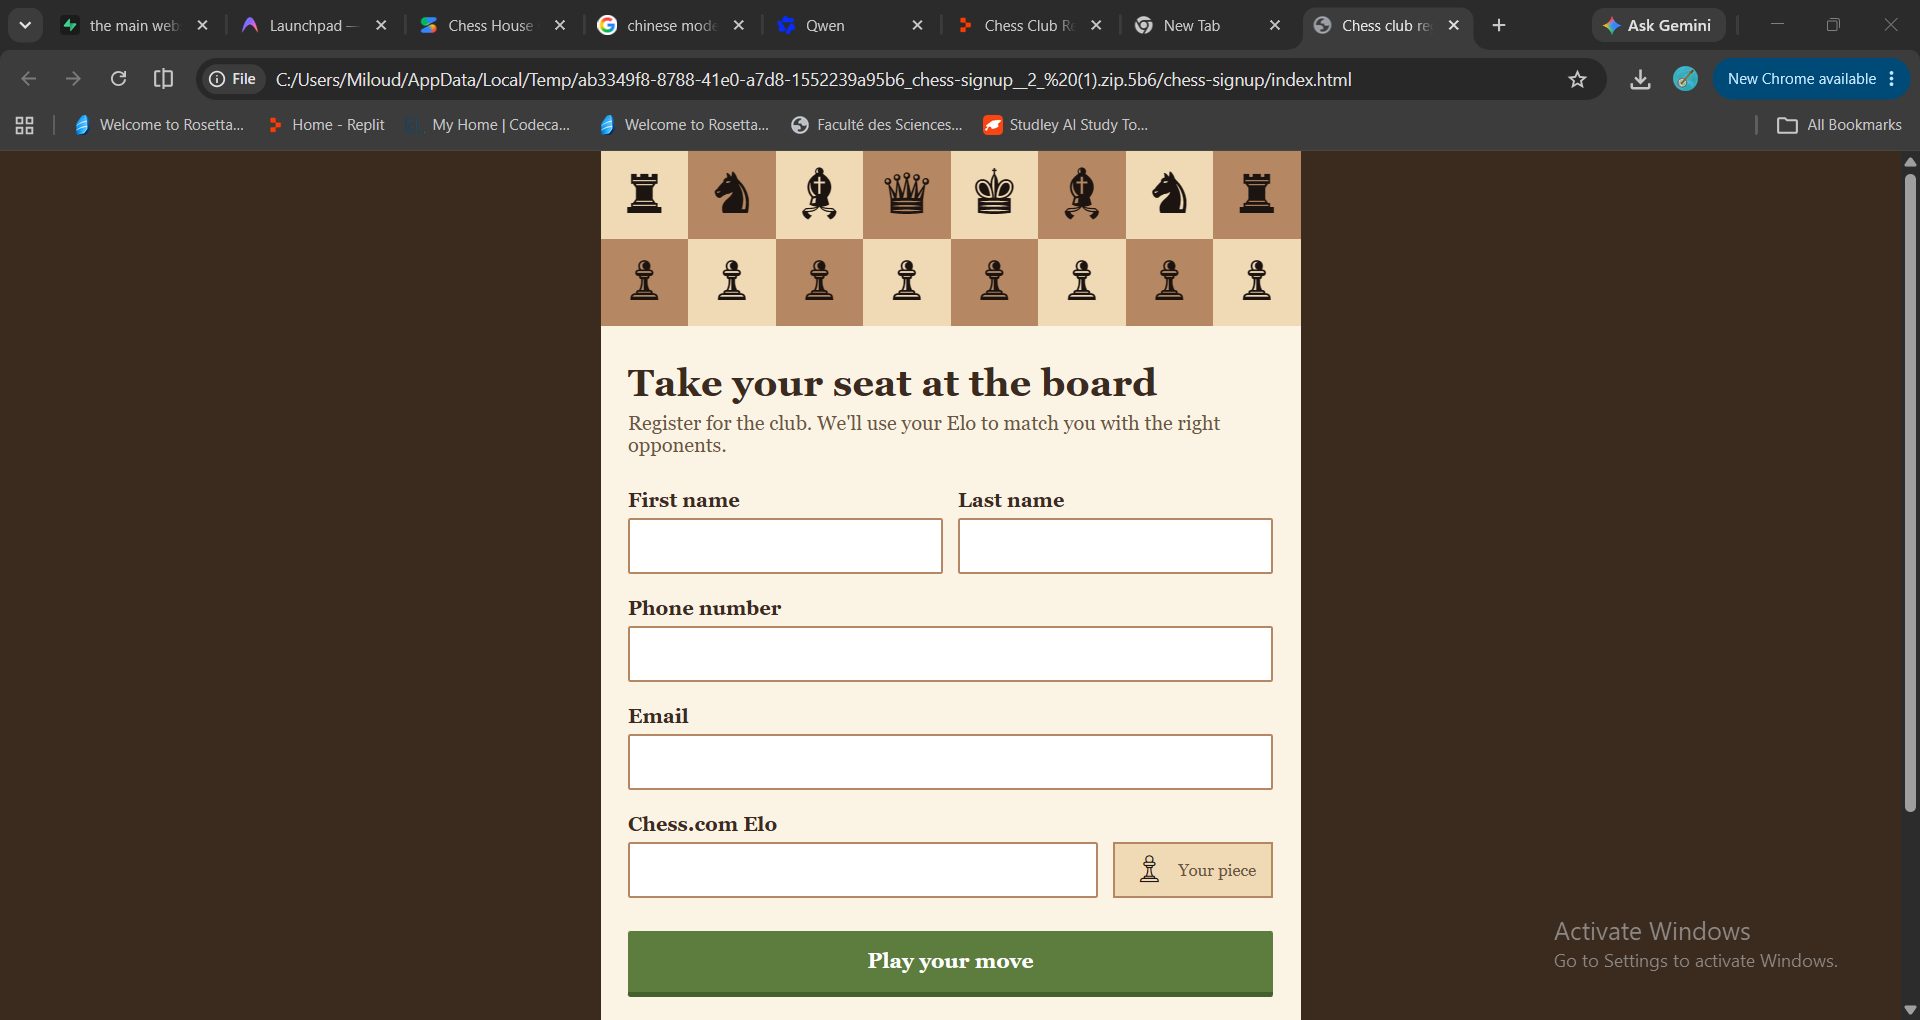 the main web
Launchpad —
Chess House
chinese mode
Qwen
Chess Club Re
New Tab
Chess club re
Ask Gemini
File
C:/Users/Miloud/AppData/Local/Temp/ab3349f8-8788-41e0-a7d8-1552239a95b6_chess-signup__2_%20(1).zip.5b6/chess-signup/index.html
New Chrome available
Welcome to Rosetta...
Home - Replit
My Home | Codeca...
Welcome to Rosetta...
Faculté des Sciences...
Studley AI Study To...
All Bookmarks
Take your seat at the board
Register for the club. We'll use your Elo to match you with the right
opponents.
First name
Last name
Phone number
Email
Chess.com Elo
Your piece
Play your move
Activate Windows
Go to Settings to activate Windows.